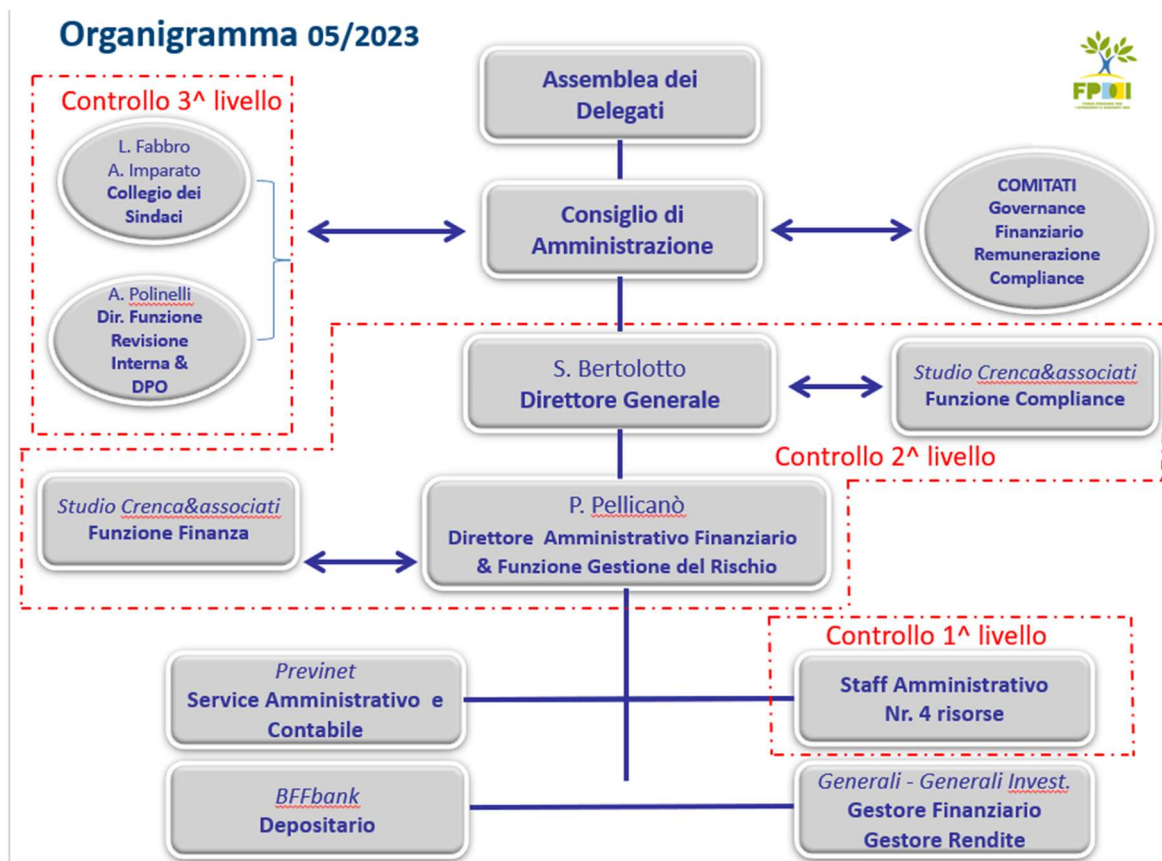 Organigramma 05/2023
FPDDI
Assemblea dei
Delegati
Controllo 3^ livello
L. Fabbro
A. Imparato
Collegio dei
Sindaci
Consiglio di
Amministrazione
COMITATI
Governance
Finanziario
Remunerazione
Compliance
A. Polinelli
Dir. Funzione
Revisione
Interna &
DPO
S. Bertolotto
Direttore Generale
Studio Crenca&associati
Funzione Compliance
Controllo 2^ livello
Studio Crenca&associati
Funzione Finanza
P. Pellicanò
Direttore Amministrativo Finanziario
& Funzione Gestione del Rischio
Controllo 1^ livello
Previnet
Service Amministrativo e
Contabile
Staff Amministrativo
Nr. 4 risorse
BFFbank
Depositario
Generali - Generali Invest.
Gestore Finanziario
Gestore Rendite